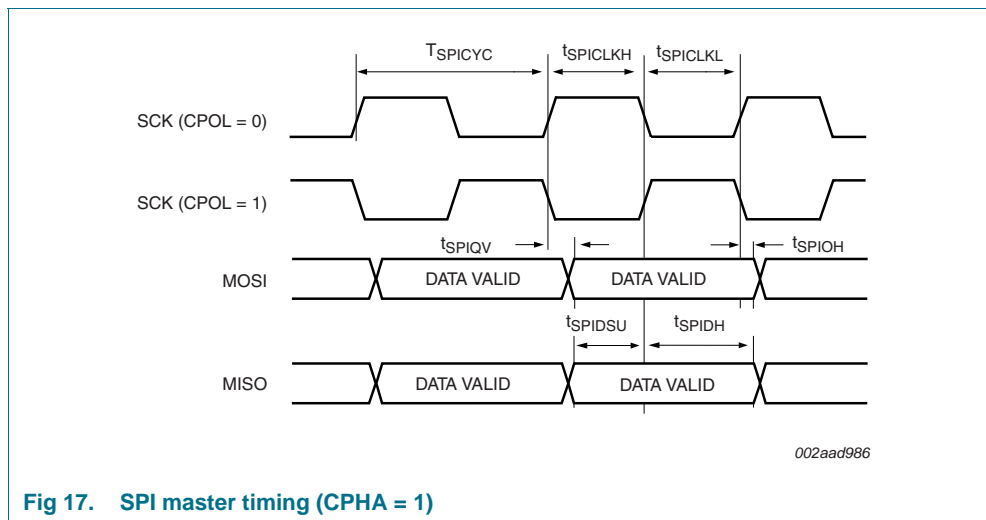 TSPICYC tSPICLKH tSPICLKL
SCK (CPOL = 0)
SCK (CPOL = 1)
tSPIQV tSPIOH
MOSI DATA VALID DATA VALID
tSPIDSU tSPIDH
MISO DATA VALID DATA VALID
002aad986
Fig 17. SPI master timing (CPHA = 1)